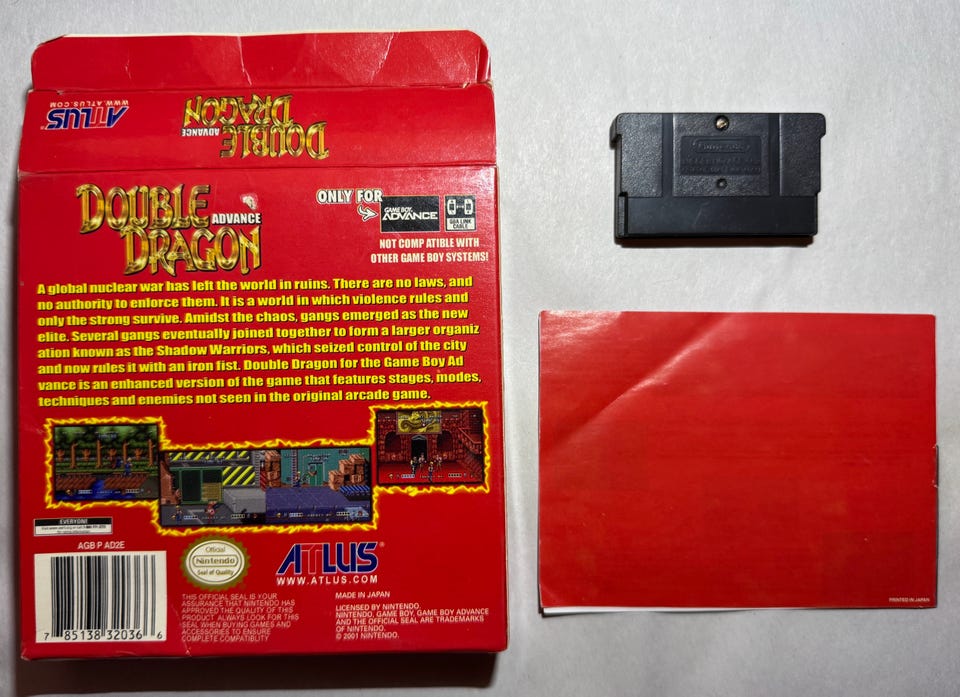 WWW.ATLUS.COM
ATLUS
DOUBLE
DRAGON
ADVANCE
DOUBLE
DRAGON
ADVANCE
ONLY FOR
GAME BOY
ADVANCE
GBA LINK
CABLE
NOT COMP ATIBLE WITH
OTHER GAME BOY SYSTEMS!
A global nuclear war has left the world in ruins. There are no laws, and
no authority to enforce them. It is a world in which violence rules and
only the strong survive. Amidst the chaos, gangs emerged as the new
elite. Several gangs eventually joined together to form a larger organiz
ation known as the Shadow Warriors, which seized control of the city
and now rules it with an iron fist. Double Dragon for the Game Boy Ad
vance is an enhanced version of the game that features stages, modes,
techniques and enemies not seen in the original arcade game.
EVERYONE
AGB P AD2E
7 85138 32036 6
Official
Nintendo
Seal of Quality
THIS OFFICIAL SEAL IS YOUR
ASSURANCE THAT NINTENDO HAS
APPROVED THE QUALITY OF THIS
PRODUCT ALWAYS LOOK FOR THIS
SEAL WHEN BUYING GAMES AND
ACCESSORIES TO ENSURE
COMPLETE COMPATIBLITY
ATLUS®
WWW.ATLUS.COM
MADE IN JAPAN
LICENSED BY NINTENDO.
NINTENDO, GAME BOY, GAME BOY ADVANCE
AND THE OFFICIAL SEAL ARE TRADEMARKS
OF NINTENDO.
© 2001 NINTENDO.
Nintendo
PRINTED IN JAPAN